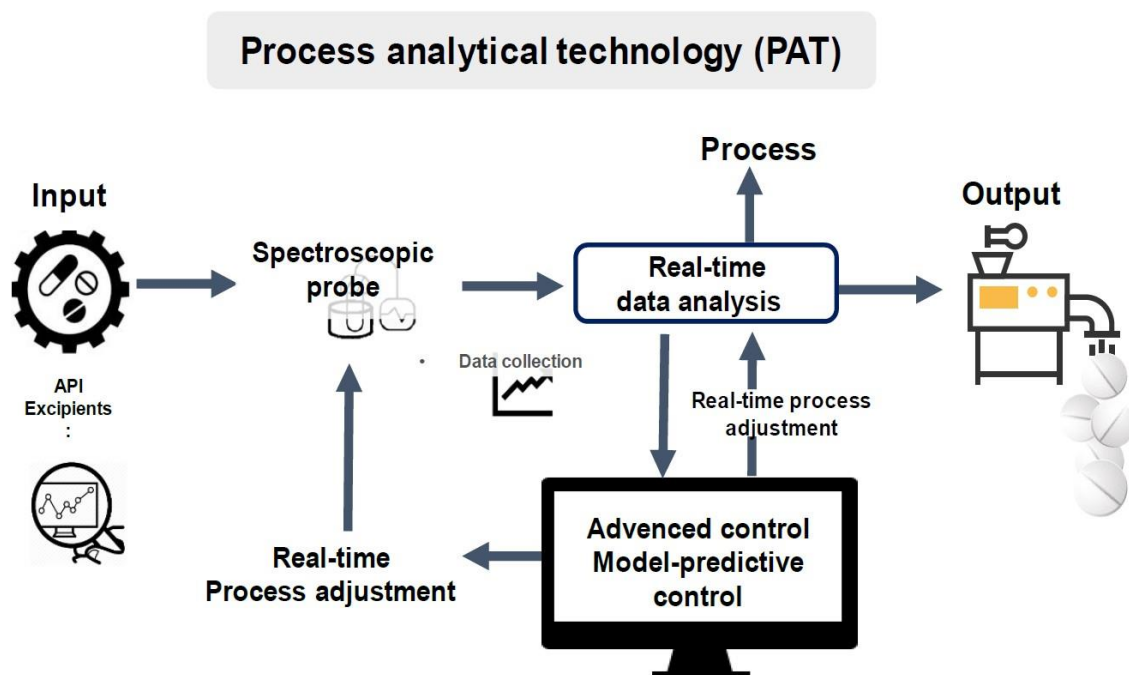 Process analytical technology (PAT)
Process
Input
Output
Spectroscopic
probe
Real-time
data analysis
• Data collection
API
Excipients
:
Real-time process
adjustment
Advenced control
Model-predictive
control
Real-time
Process adjustment